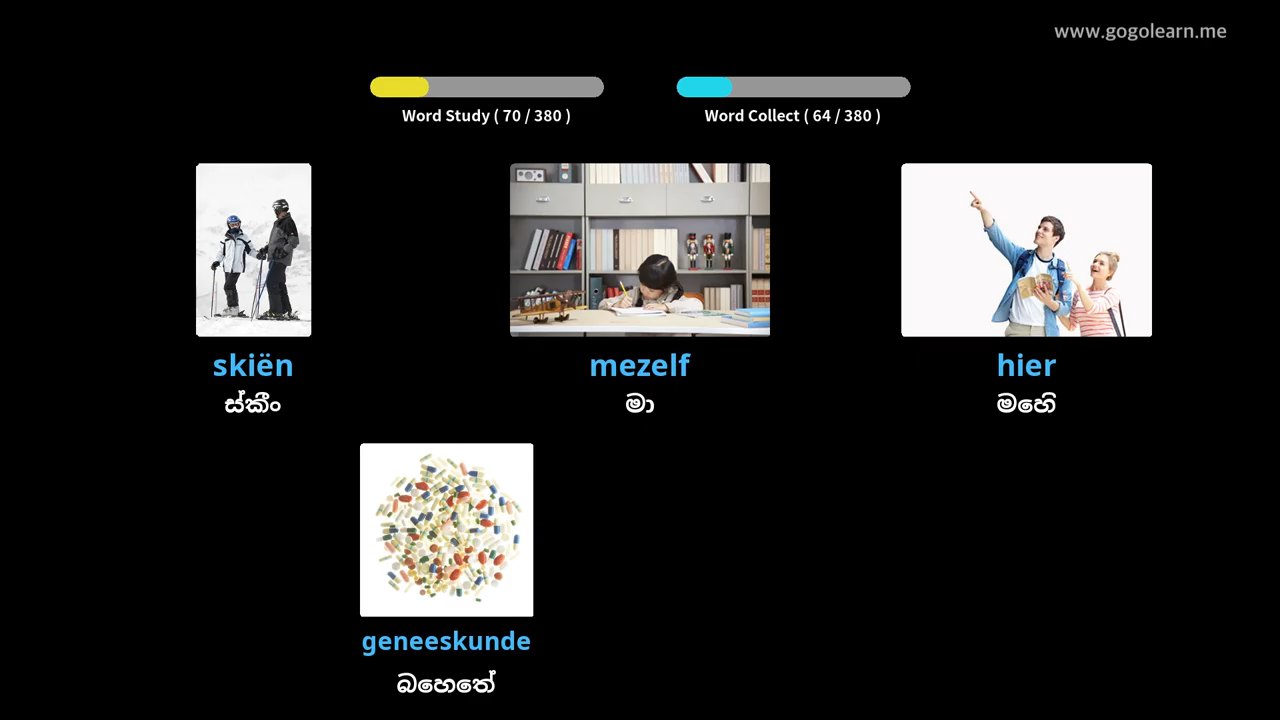 www.gogolearn.me
Word Study ( 70 / 380 )
Word Collect ( 64 / 380 )
skiën
ස්කීං
mezelf
මා
hier
මෙහි
geneeskunde
බෙහෙත්